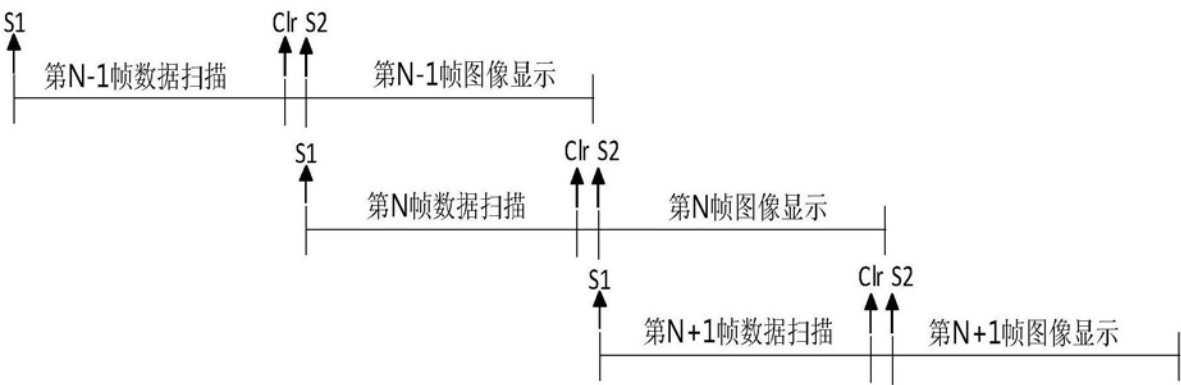 S1 Clr S2
第N-1帧数据扫描 第N-1帧图像显示
S1 Clr S2
第N帧数据扫描 第N帧图像显示
S1 Clr S2
第N+1帧数据扫描 第N+1帧图像显示